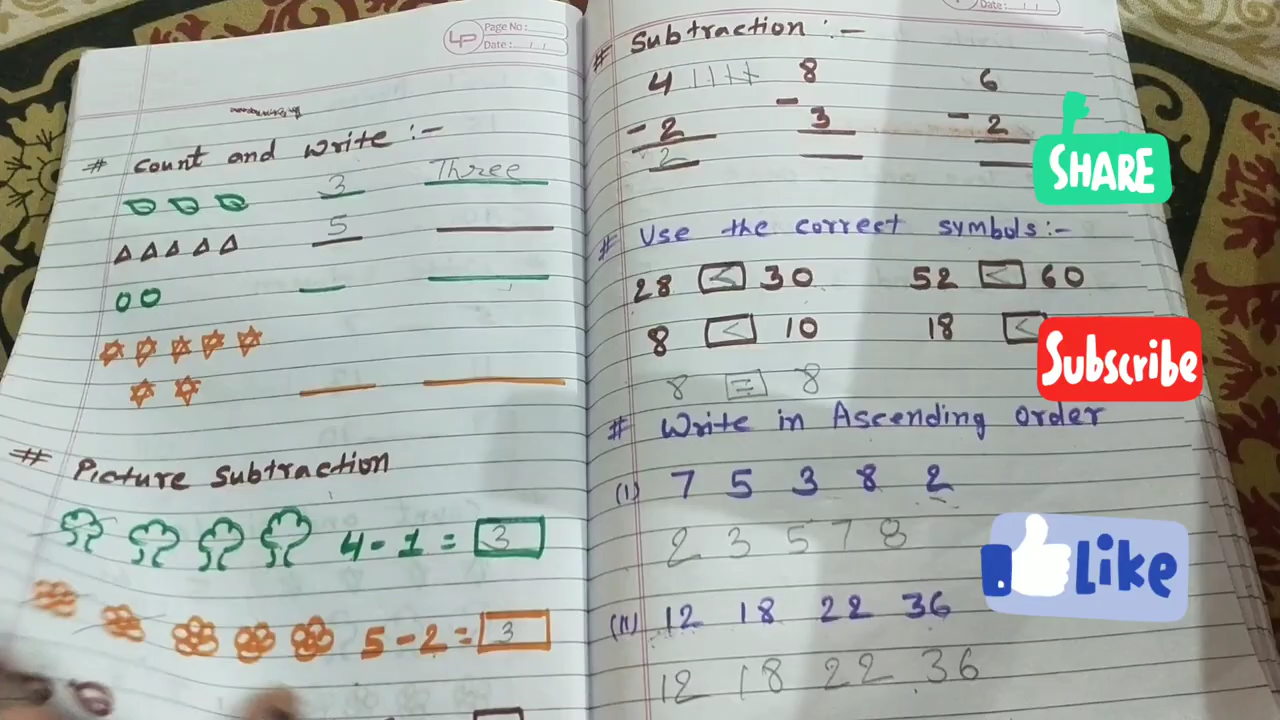 LP Page No:
Date:
# Count and write :-
3 Three
5
# Picture Subtraction
4 - 1 = 3
5 - 2 = 3
Date:
# Subtraction :-
4 8 6
- 2 - 3 - 2
2
SHARE
# Use the correct symbols:-
28 < 30 52 < 60
8 < 10 18 <
Subscribe
8 = 8
# Write in Ascending order
(I) 7 5 3 8 2
2 3 5 7 8
Like
(II) 12 18 22 36
12 18 22 36